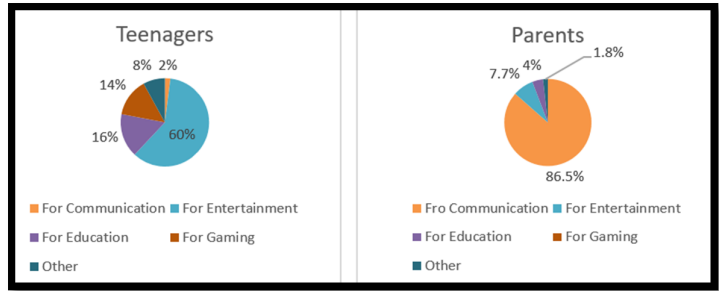 Teenagers
8% 2%
14%
16%
60%
For Communication For Entertainment
For Education For Gaming
Other
Parents
4% 1.8%
7.7%
86.5%
Fro Communication For Entertainment
For Education For Gaming
Other